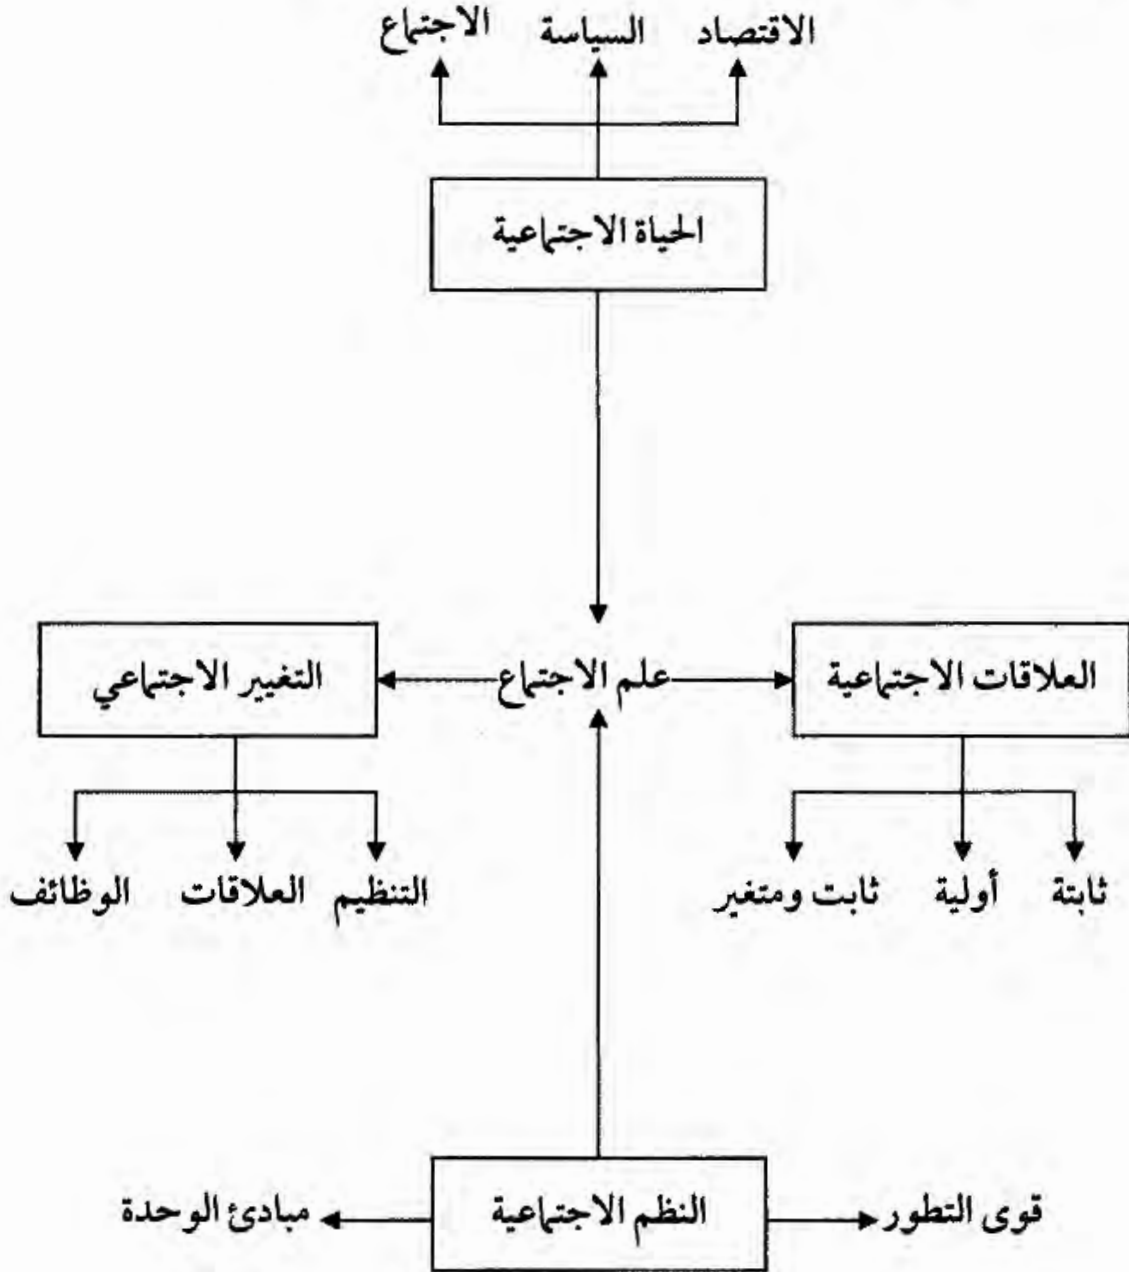 الاقتصاد السياسة الاجتماع
الحياة الاجتماعية
العلاقات الاجتماعية علم الاجتماع التغيير الاجتماعي
ثابتة أولية ثابت ومتغير التنظيم العلاقات الوظائف
قوى التطور النظم الاجتماعية مبادئ الوحدة